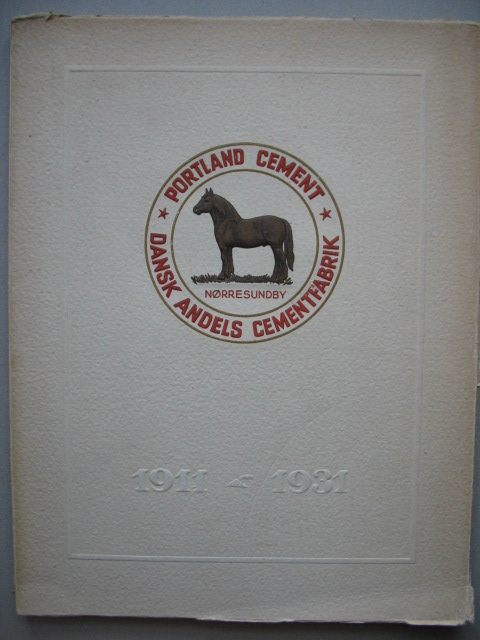 PORTLAND CEMENT
NØRRESUNDBY
DANSK ANDELS CEMENTFABRIK
1911 - 1931